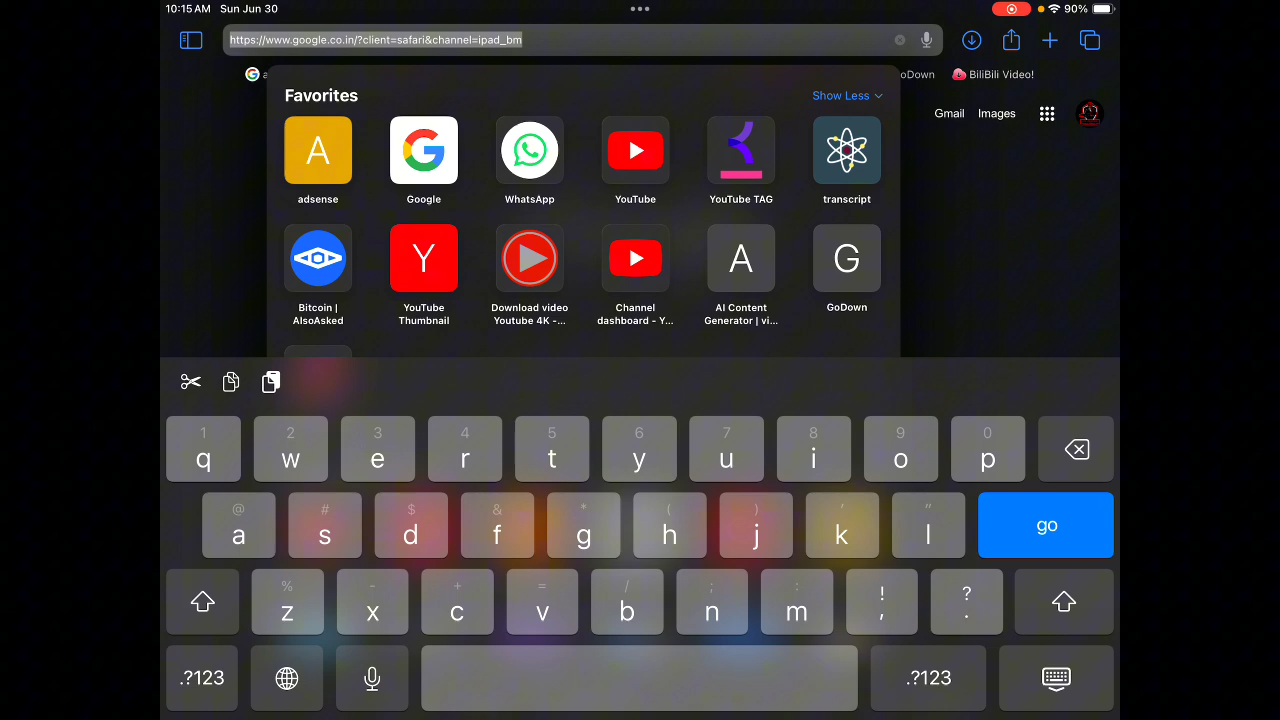 10:15 AM Sun Jun 30
90%
https://www.google.co.in/?client=safari&channel=ipad_bm
oDown BiliBili Video!
Favorites
Show Less
Gmail Images
A
Y
A
G
adsense Google WhatsApp YouTube YouTube TAG transcript
Bitcoin | AlsoAsked
YouTube Thumbnail
Download video Youtube 4K -...
Channel dashboard - Y...
AI Content Generator | vi...
GoDown
1 2 3 4 5 6 7 8 9 0
q w e r t y u i o p
@ # $ & * ( ) ' "
a s d f g h j k l go
% - + = / ; : ! ?
z x c v b n m , .
.?123 .?123